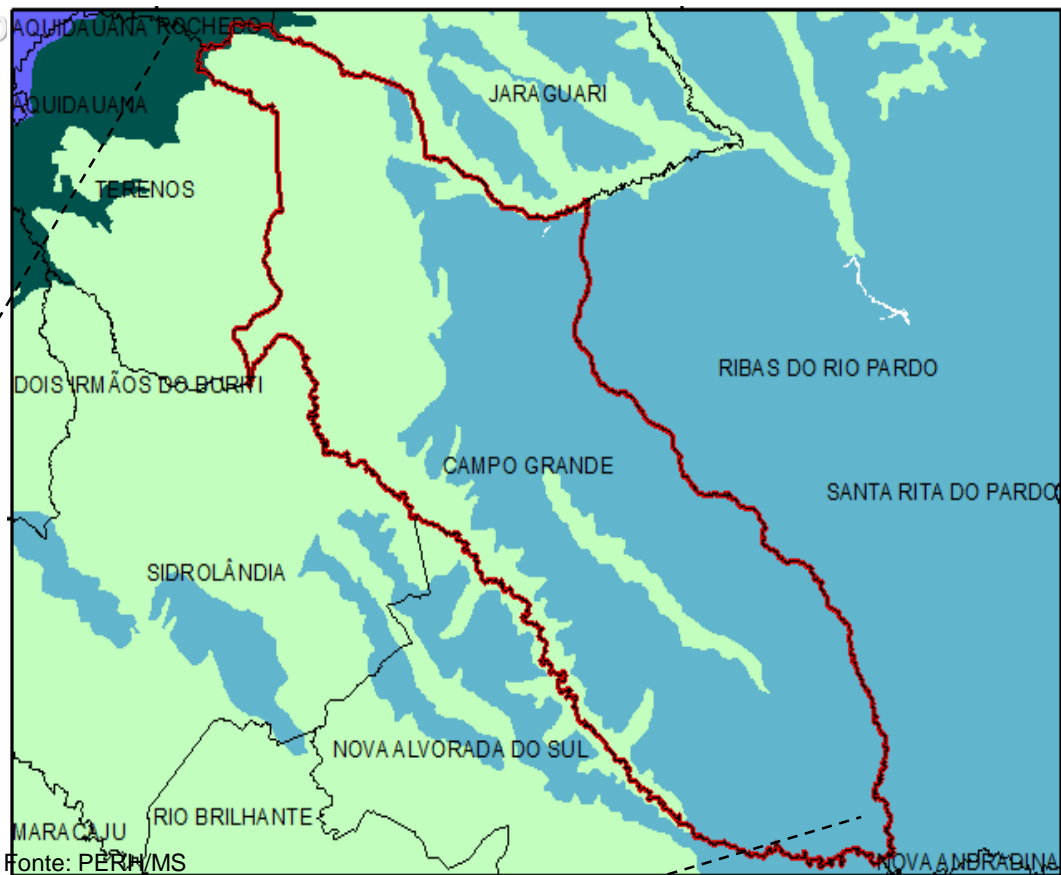 AQUIDAUANA ROCHEDO
JARAGUARI
AQUIDAUAMA
TERENOS
RIBAS DO RIO PARDO
DOIS IRMÃOS DO BURITI
CAMPO GRANDE
SANTA RITA DO PARDO
SIDROLÂNDIA
NOVA ALVORADA DO SUL
RIO BRILHANTE
MARACAJU
Fonte: PERH/MS
NOVA ANDRADINA